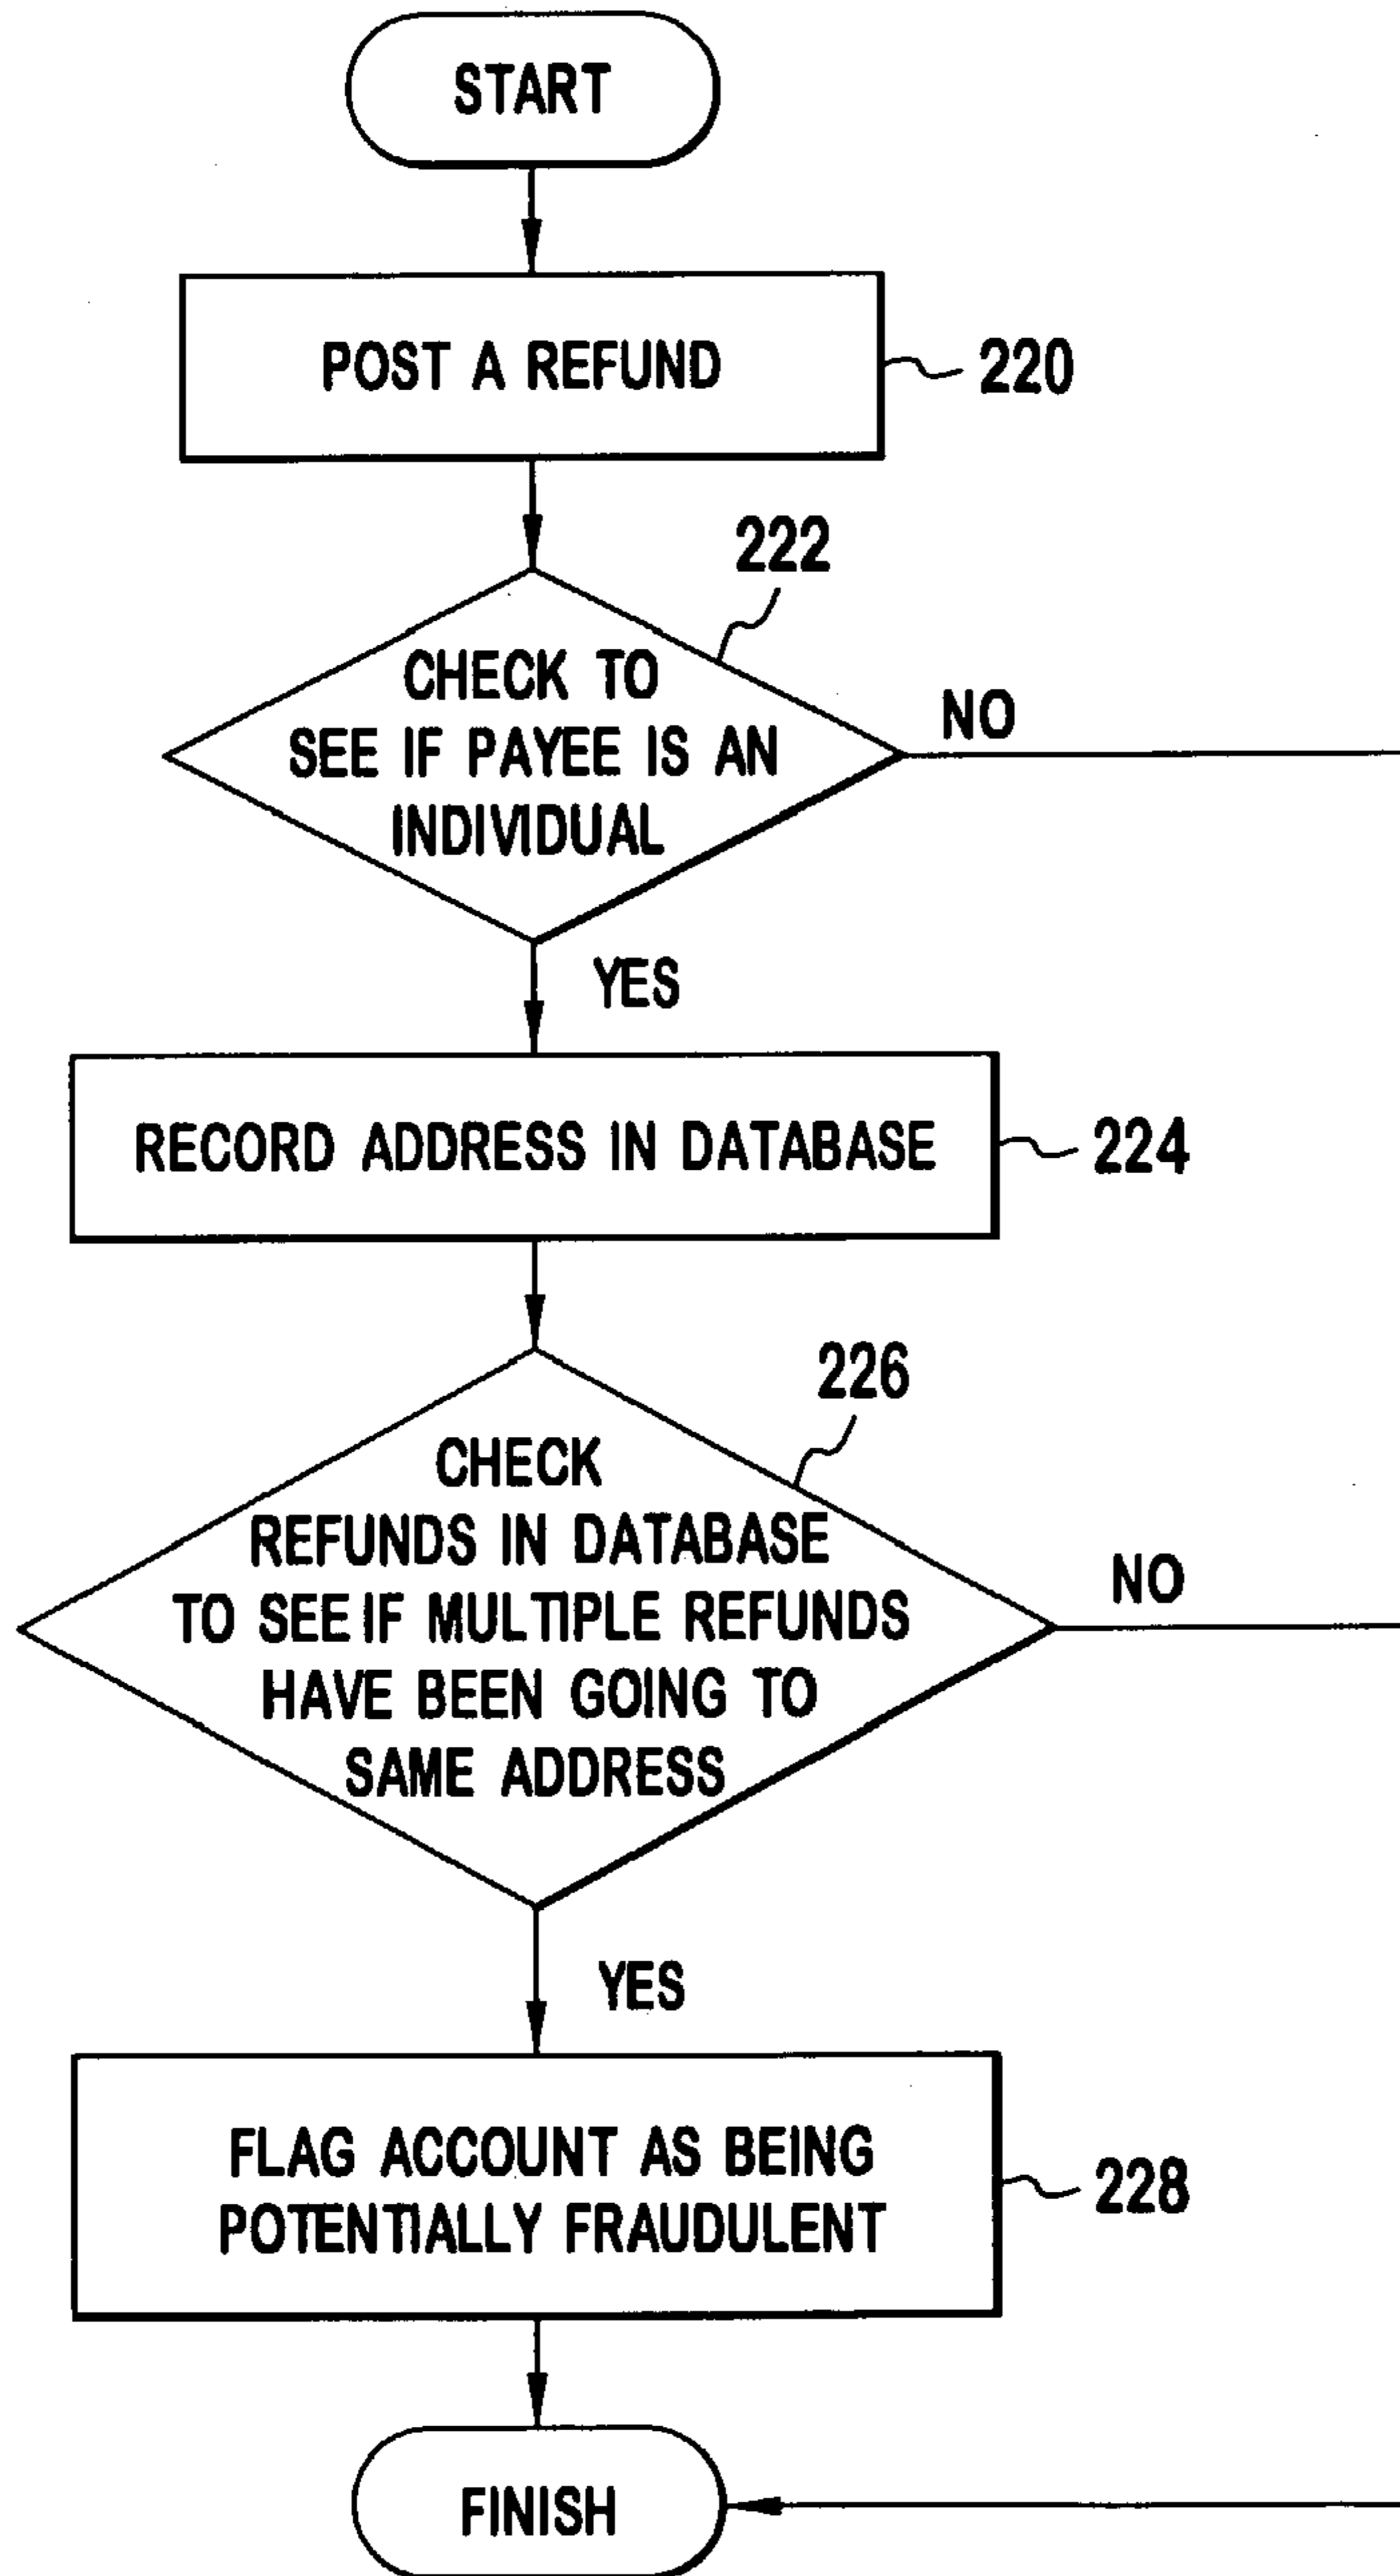 START
POST A REFUND
220
222
CHECK TO
SEE IF PAYEE IS AN
INDIVIDUAL
NO
YES
RECORD ADDRESS IN DATABASE
224
226
CHECK
REFUNDS IN DATABASE
TO SEE IF MULTIPLE REFUNDS
HAVE BEEN GOING TO
SAME ADDRESS
NO
YES
FLAG ACCOUNT AS BEING
POTENTIALLY FRAUDULENT
228
FINISH